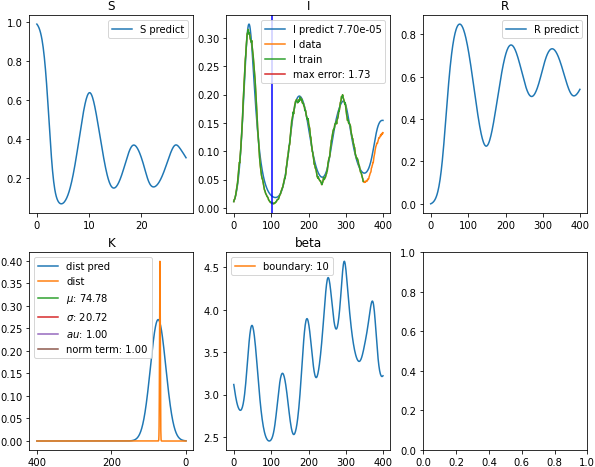 S
S predict
1.0
0.8
0.6
0.4
0.2
0 10 20
I
I predict 7.70e-05
I data
I train
max error: 1.73
0.30
0.25
0.20
0.15
0.10
0.05
0.00
0 100 200 300 400
R
R predict
0.8
0.6
0.4
0.2
0.0
0 100 200 300 400
K
dist pred
dist
μ: 74.78
σ: 20.72
au: 1.00
norm term: 1.00
0.40
0.35
0.30
0.25
0.20
0.15
0.10
0.05
0.00
400 200 0
beta
boundary: 10
4.5
4.0
3.5
3.0
2.5
0 100 200 300 400
1.0
0.8
0.6
0.4
0.2
0.0
0.0 0.2 0.4 0.6 0.8 1.0